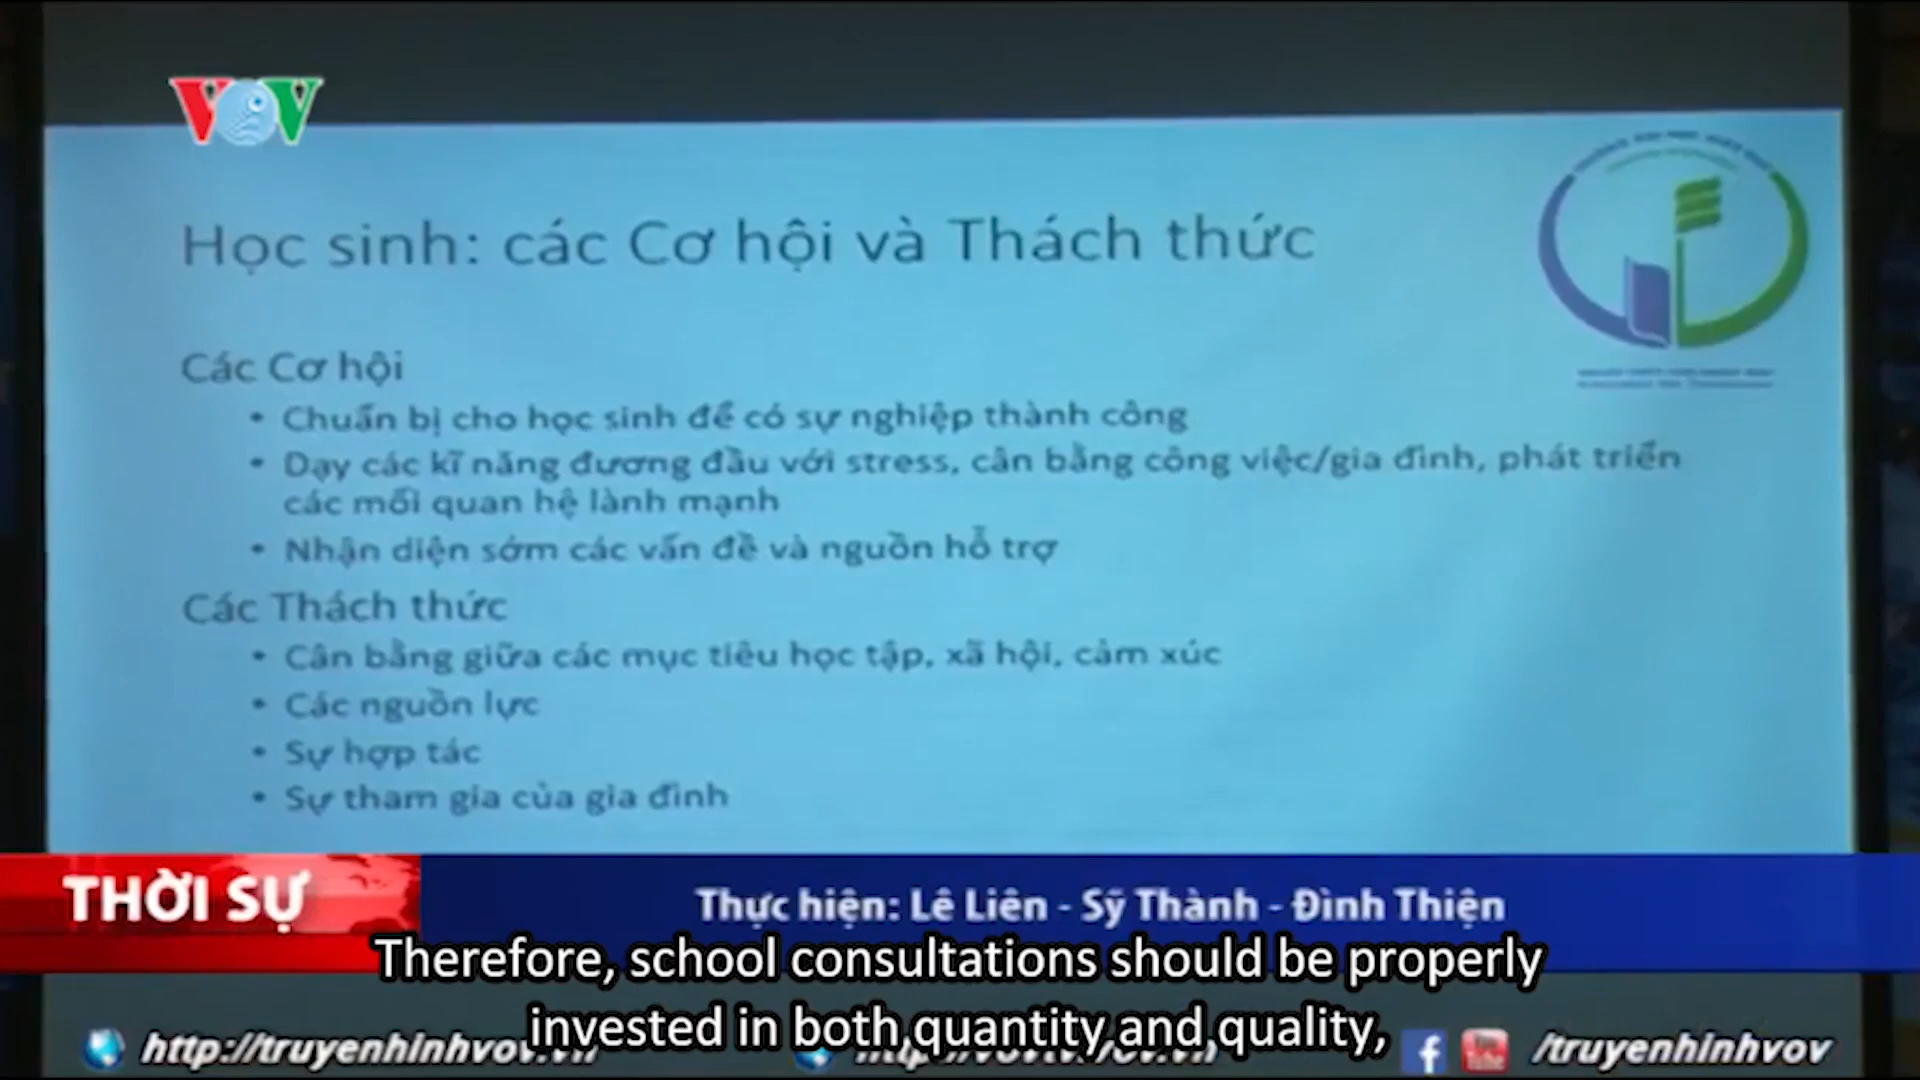 VOV
Học sinh: các Cơ hội và Thách thức
Các Cơ hội
• Chuẩn bị cho học sinh để có sự nghiệp thành công
• Dạy các kĩ năng đương đầu với stress, cân bằng công việc/gia đình, phát triển
các mối quan hệ lành mạnh
• Nhận diện sớm các vấn đề và nguồn hỗ trợ
Các Thách thức
• Cân bằng giữa các mục tiêu học tập, xã hội, cảm xúc
• Các nguồn lực
• Sự hợp tác
• Sự tham gia của gia đình
THỜI SỰ
Thực hiện: Lê Liên - Sỹ Thành - Đình Thiện
Therefore, school consultations should be properly
invested in both quantity and quality,
http://truyenhinhvov.vn
/truyenhinhvov